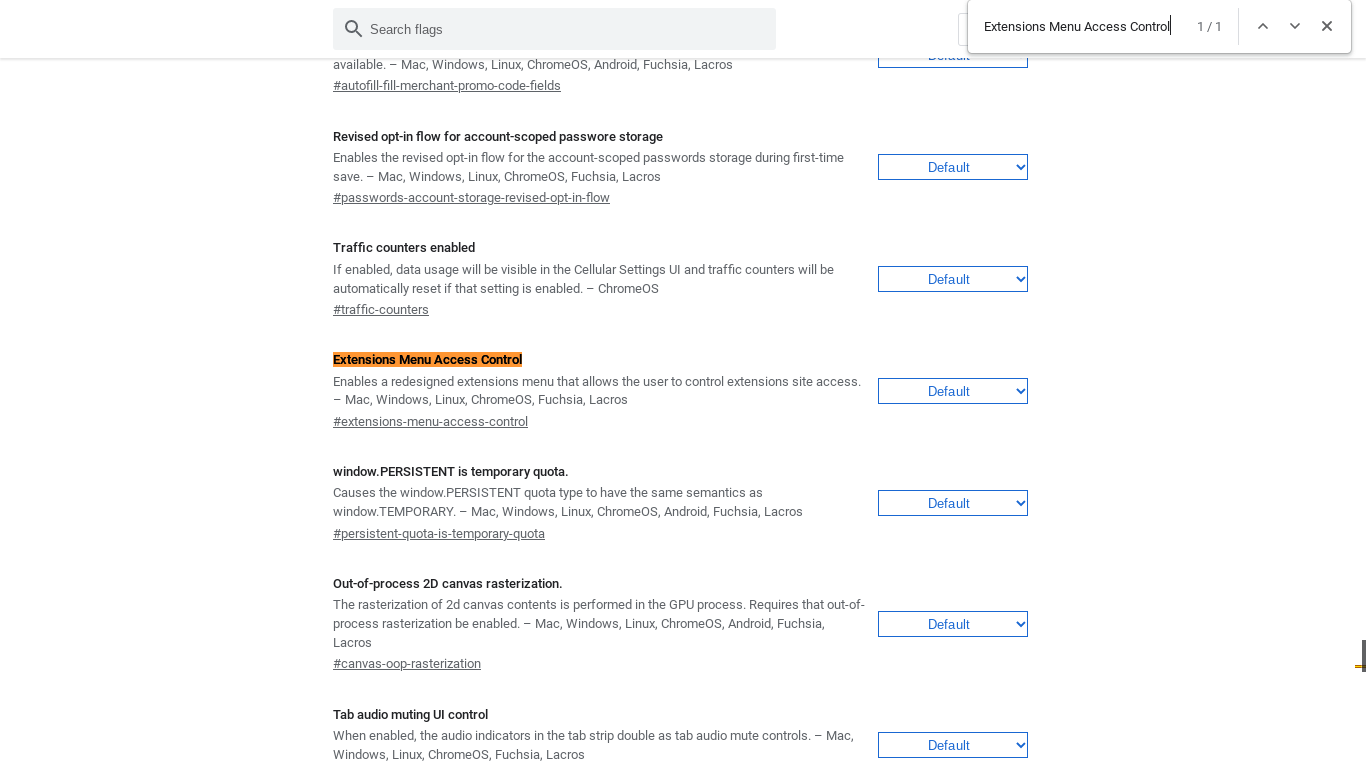 Search flags
Extensions Menu Access Control
1 / 1
available. – Mac, Windows, Linux, ChromeOS, Android, Fuchsia, Lacros
Default
#autofill-fill-merchant-promo-code-fields
Revised opt-in flow for account-scoped passwore storage
Enables the revised opt-in flow for the account-scoped passwords storage during first-time
save. – Mac, Windows, Linux, ChromeOS, Fuchsia, Lacros
Default
#passwords-account-storage-revised-opt-in-flow
Traffic counters enabled
If enabled, data usage will be visible in the Cellular Settings UI and traffic counters will be
automatically reset if that setting is enabled. – ChromeOS
Default
#traffic-counters
Extensions Menu Access Control
Enables a redesigned extensions menu that allows the user to control extensions site access.
– Mac, Windows, Linux, ChromeOS, Fuchsia, Lacros
Default
#extensions-menu-access-control
window.PERSISTENT is temporary quota.
Causes the window.PERSISTENT quota type to have the same semantics as
window.TEMPORARY. – Mac, Windows, Linux, ChromeOS, Android, Fuchsia, Lacros
Default
#persistent-quota-is-temporary-quota
Out-of-process 2D canvas rasterization.
The rasterization of 2d canvas contents is performed in the GPU process. Requires that out-of-
process rasterization be enabled. – Mac, Windows, Linux, ChromeOS, Android, Fuchsia,
Lacros
Default
#canvas-oop-rasterization
Tab audio muting UI control
When enabled, the audio indicators in the tab strip double as tab audio mute controls. – Mac,
Windows, Linux, ChromeOS, Fuchsia, Lacros
Default